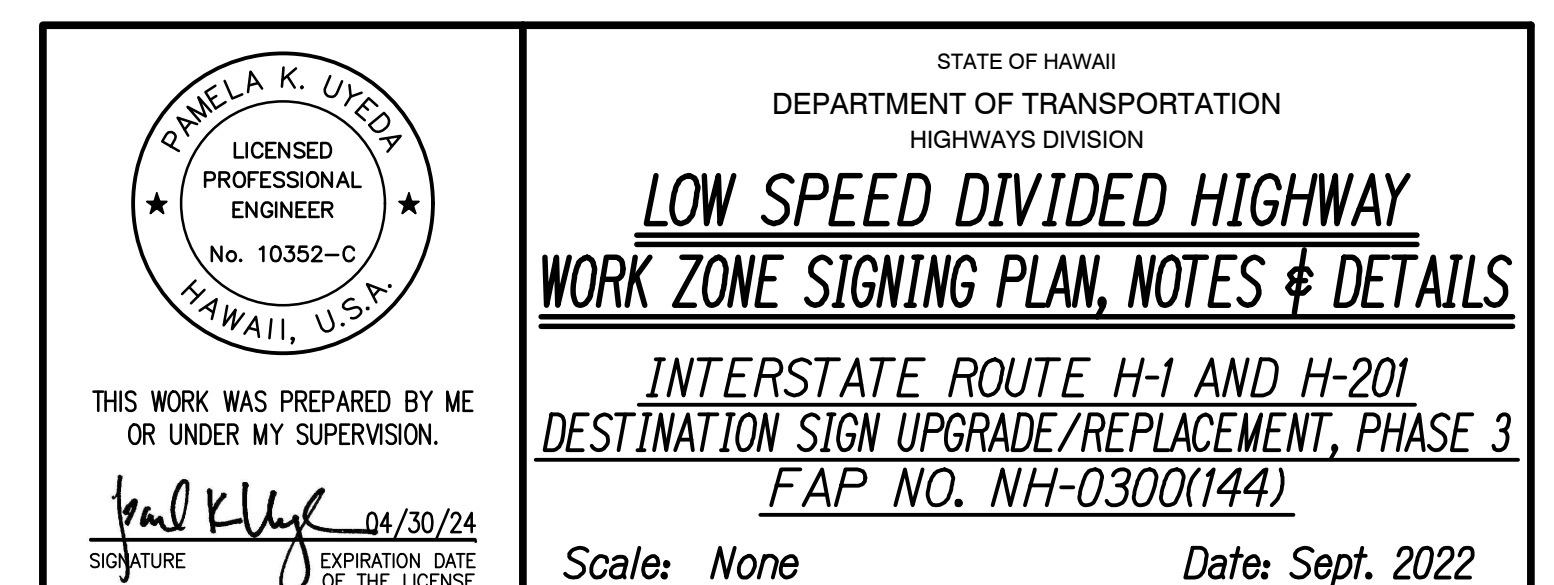 PAMELA K. UYEDA
LICENSED
PROFESSIONAL
ENGINEER
No. 10352-C
HAWAII, U.S.A.
THIS WORK WAS PREPARED BY ME
OR UNDER MY SUPERVISION.
04/30/24
SIGNATURE EXPIRATION DATE
OF THE LICENSE
STATE OF HAWAII
DEPARTMENT OF TRANSPORTATION
HIGHWAYS DIVISION
LOW SPEED DIVIDED HIGHWAY
WORK ZONE SIGNING PLAN, NOTES & DETAILS
INTERSTATE ROUTE H-1 AND H-201
DESTINATION SIGN UPGRADE/REPLACEMENT, PHASE 3
FAP NO. NH-0300(144)
Scale: None Date: Sept. 2022